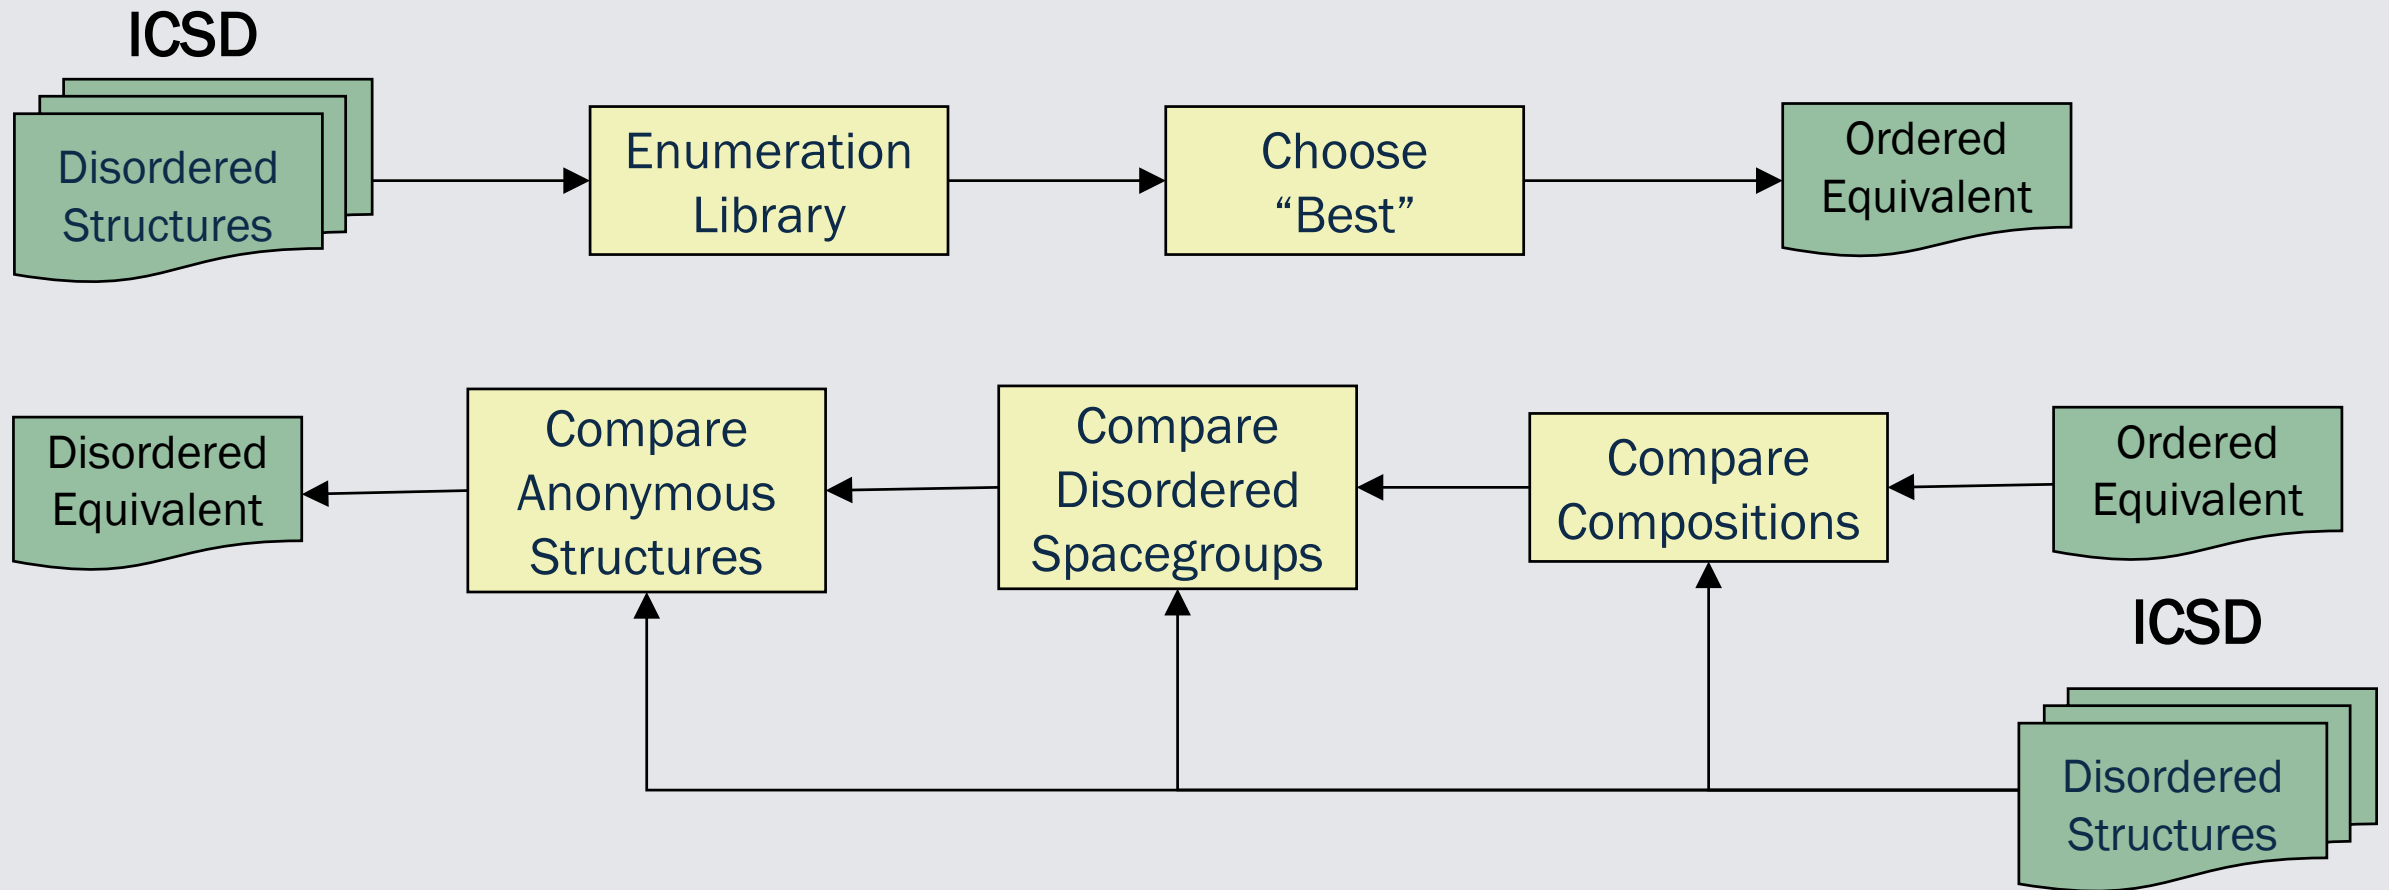 ICSD
Disordered
Structures
Enumeration
Library
Choose
“Best”
Ordered
Equivalent
Disordered
Equivalent
Compare
Anonymous
Structures
Compare
Disordered
Spacegroups
Compare
Compositions
Ordered
Equivalent
ICSD
Disordered
Structures